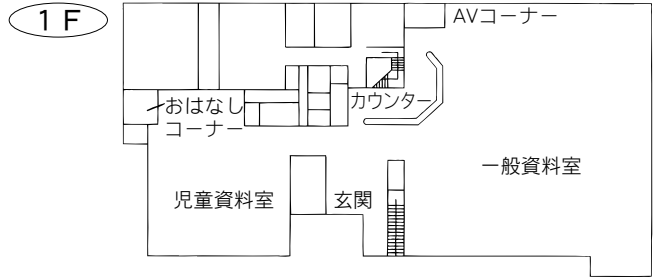 1F
AVコーナー
カウンター
おはなし
コーナー
一般資料室
児童資料室
玄関